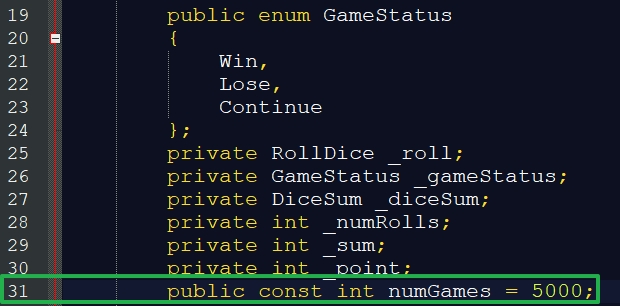 19 public enum GameStatus
20 {
21 Win,
22 Lose,
23 Continue
24 };
25 private RollDice _roll;
26 private GameStatus _gameStatus;
27 private DiceSum _diceSum;
28 private int _numRolls;
29 private int _sum;
30 private int _point;
31 public const int numGames = 5000;